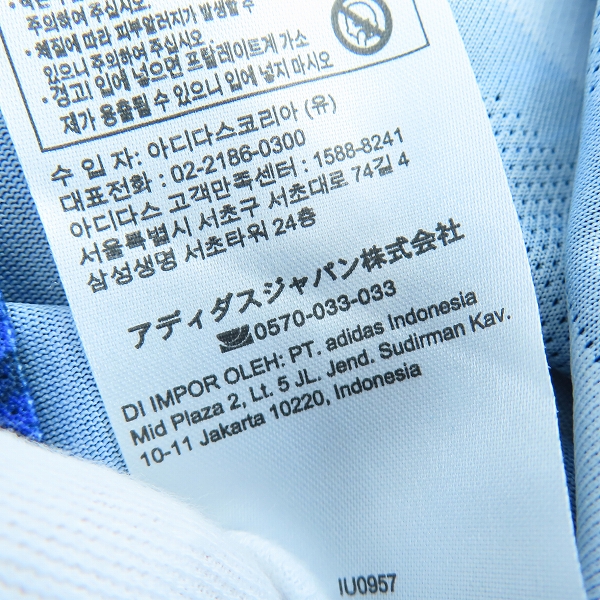 주의하여 주십시오.
• 체질에 따라 피부알러지가 발생할 수
있으니 주의하여 주십시오.
• 경고! 입에 넣으면 프탈레이트계 가소
제가 용출될 수 있으니 입에 넣지 마시오
수 입 자: 아디다스코리아 (유)
대표전화 : 02-2186-0300
아디다스 고객만족센터 : 1588-8241
서울특별시 서초구 서초대로 74길 4
삼성생명 서초타워 24층
アディダスジャパン株式会社
0570-033-033
DI IMPOR OLEH: PT. adidas Indonesia
Mid Plaza 2, Lt. 5 JL. Jend. Sudirman Kav.
10-11 Jakarta 10220, Indonesia
IU0957